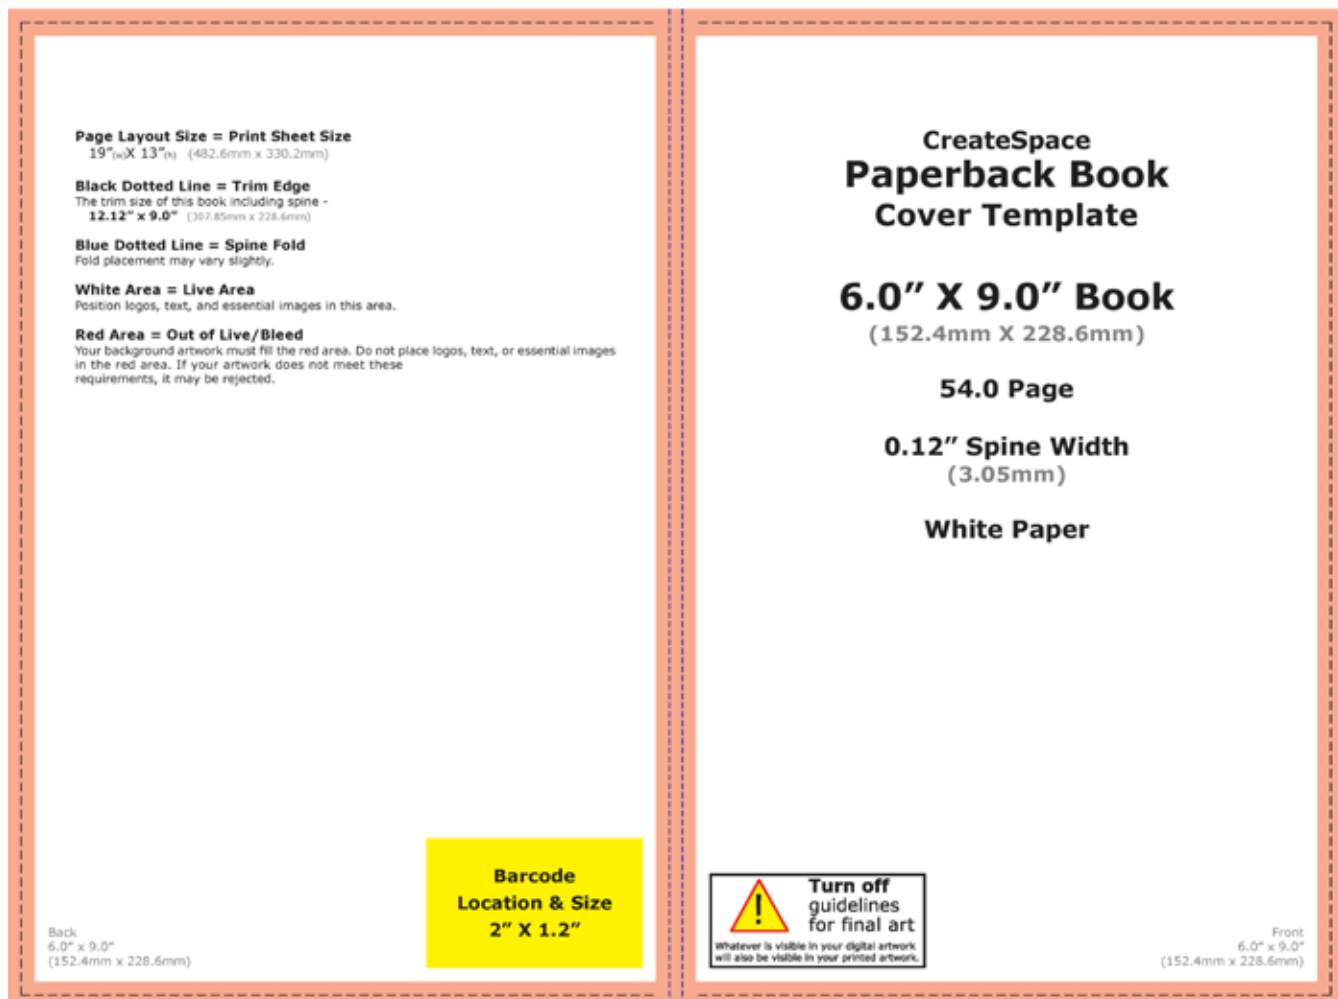 Page Layout Size = Print Sheet Size
19”(w)X 13”(h) (482.6mm x 330.2mm)
Black Dotted Line = Trim Edge
The trim size of this book including spine -
12.12” x 9.0” (307.85mm x 228.6mm)
Blue Dotted Line = Spine Fold
Fold placement may vary slightly.
White Area = Live Area
Position logos, text, and essential images in this area.
Red Area = Out of Live/Bleed
Your background artwork must fill the red area. Do not place logos, text, or essential images
in the red area. If your artwork does not meet these
requirements, it may be rejected.
Barcode
Location & Size
2” X 1.2”
Back
6.0” x 9.0”
(152.4mm x 228.6mm)
CreateSpace
Paperback Book
Cover Template
6.0” X 9.0” Book
(152.4mm X 228.6mm)
54.0 Page
0.12” Spine Width
(3.05mm)
White Paper
!
Turn off
guidelines
for final art
Whatever is visible in your digital artwork
will also be visible in your printed artwork.
Front
6.0” x 9.0”
(152.4mm x 228.6mm)